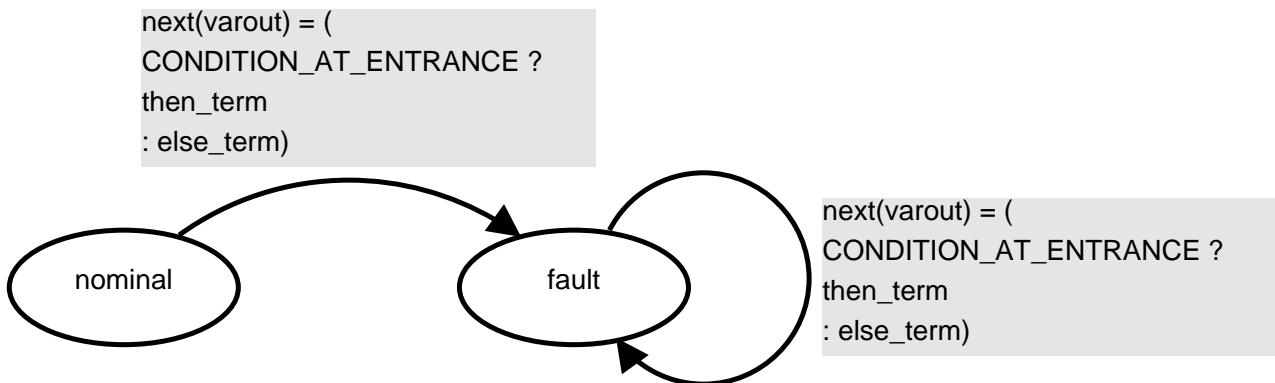 next(varout) = (
CONDITION_AT_ENTRANCE ?
then_term
: else_term)
nominal
fault
next(varout) = (
CONDITION_AT_ENTRANCE ?
then_term
: else_term)